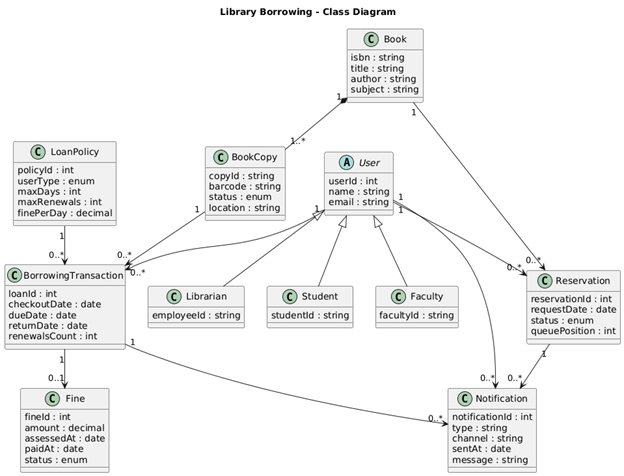 Library Borrowing - Class Diagram
C Book
isbn : string
title : string
author : string
subject : string
1
1
1..*
C LoanPolicy
policyId : int
userType : enum
maxDays : int
maxRenewals : int
finePerDay : decimal
C BookCopy
copyId : string
barcode : string
status : enum
location : string
A User
userId : int
name : string
email : string
1
1
1
1
1
0..*
0..*
0..*
0..*
0..*
C BorrowingTransaction
loanId : int
checkoutDate : date
dueDate : date
returnDate : date
renewalsCount : int
C Librarian
employeeId : string
C Student
studentId : string
C Faculty
facultyId : string
C Reservation
reservationId : int
requestDate : date
status : enum
queuePosition : int
1
1
1
0..1
0..*
0..*
0..*
C Fine
fineId : int
amount : decimal
assessedAt : date
paidAt : date
status : enum
C Notification
notificationId : int
type : string
channel : string
sentAt : date
message : string